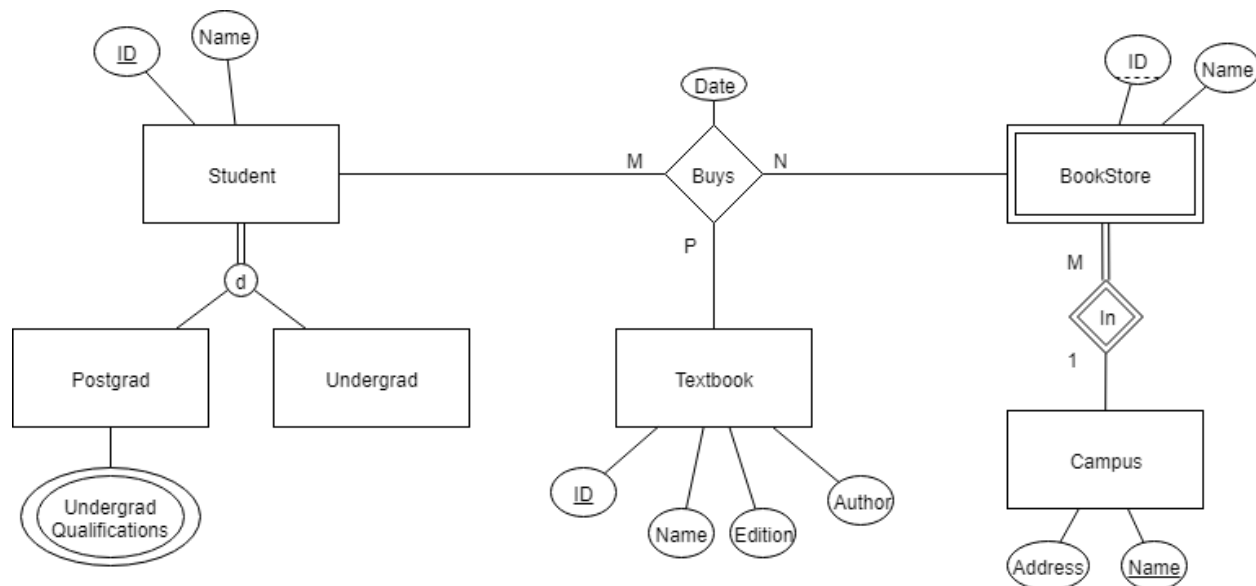 ID
Name
Student
d
Postgrad
Undergrad
Undergrad
Qualifications
Date
M
Buys
N
P
Textbook
ID
Name
Edition
Author
ID
Name
BookStore
M
In
1
Campus
Address
Name